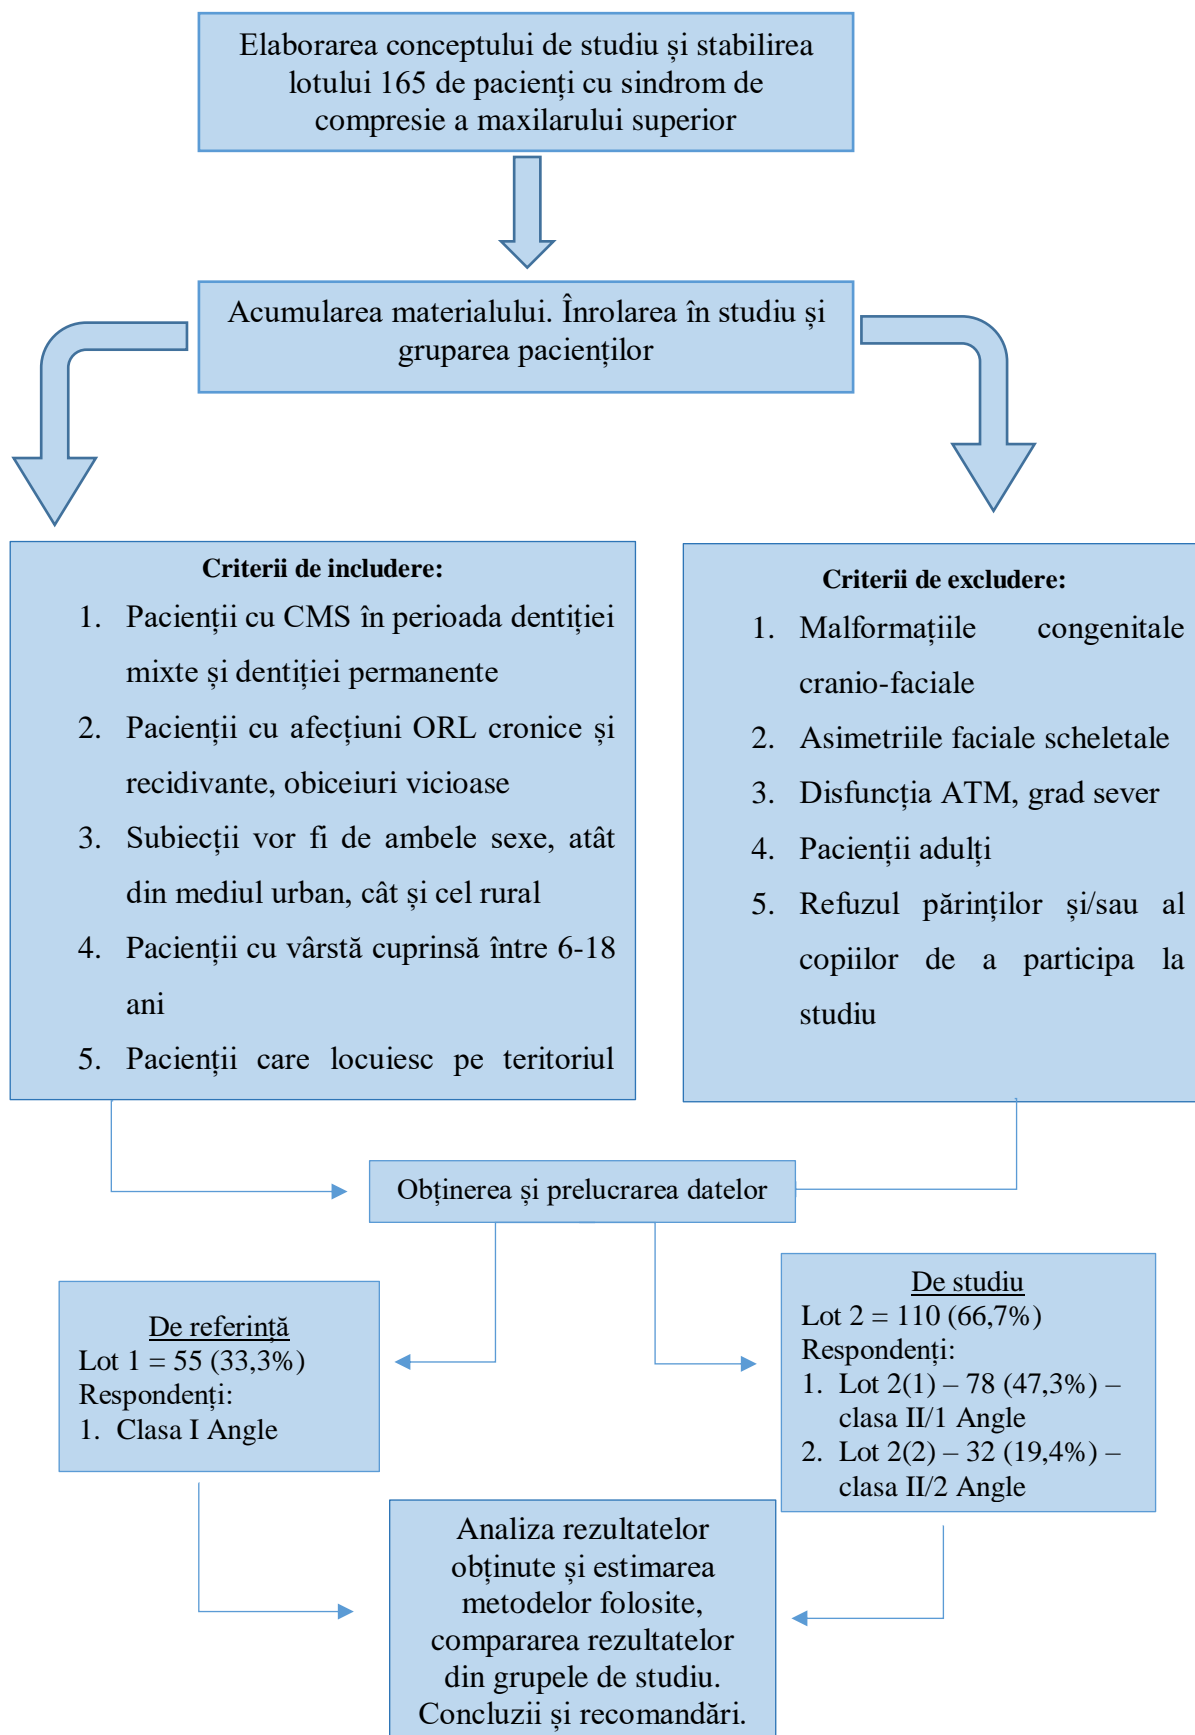 Elaborarea conceptului de studiu și stabilirea
lotului 165 de pacienți cu sindrom de
compresie a maxilarului superior
Acumularea materialului. Înrolarea în studiu și
gruparea pacienților
Criterii de includere:
1. Pacienții cu CMS în perioada dentiției
mixte și dentiției permanente
2. Pacienții cu afecțiuni ORL cronice și
recidivante, obiceiuri vicioase
3. Subiecții vor fi de ambele sexe, atât
din mediul urban, cât și cel rural
4. Pacienții cu vârstă cuprinsă între 6-18
ani
5. Pacienții care locuiesc pe teritoriul
Criterii de excludere:
1. Malformațiile congenitale
cranio-faciale
2. Asimetriile faciale scheletale
3. Disfuncția ATM, grad sever
4. Pacienții adulți
5. Refuzul părinților și/sau al
copiilor de a participa la
studiu
Obținerea și prelucrarea datelor
De referință
Lot 1 = 55 (33,3%)
Respondenți:
1. Clasa I Angle
De studiu
Lot 2 = 110 (66,7%)
Respondenți:
1. Lot 2(1) – 78 (47,3%) –
clasa II/1 Angle
2. Lot 2(2) – 32 (19,4%) –
clasa II/2 Angle
Analiza rezultatelor
obținute și estimarea
metodelor folosite,
compararea rezultatelor
din grupele de studiu.
Concluzii și recomandări.